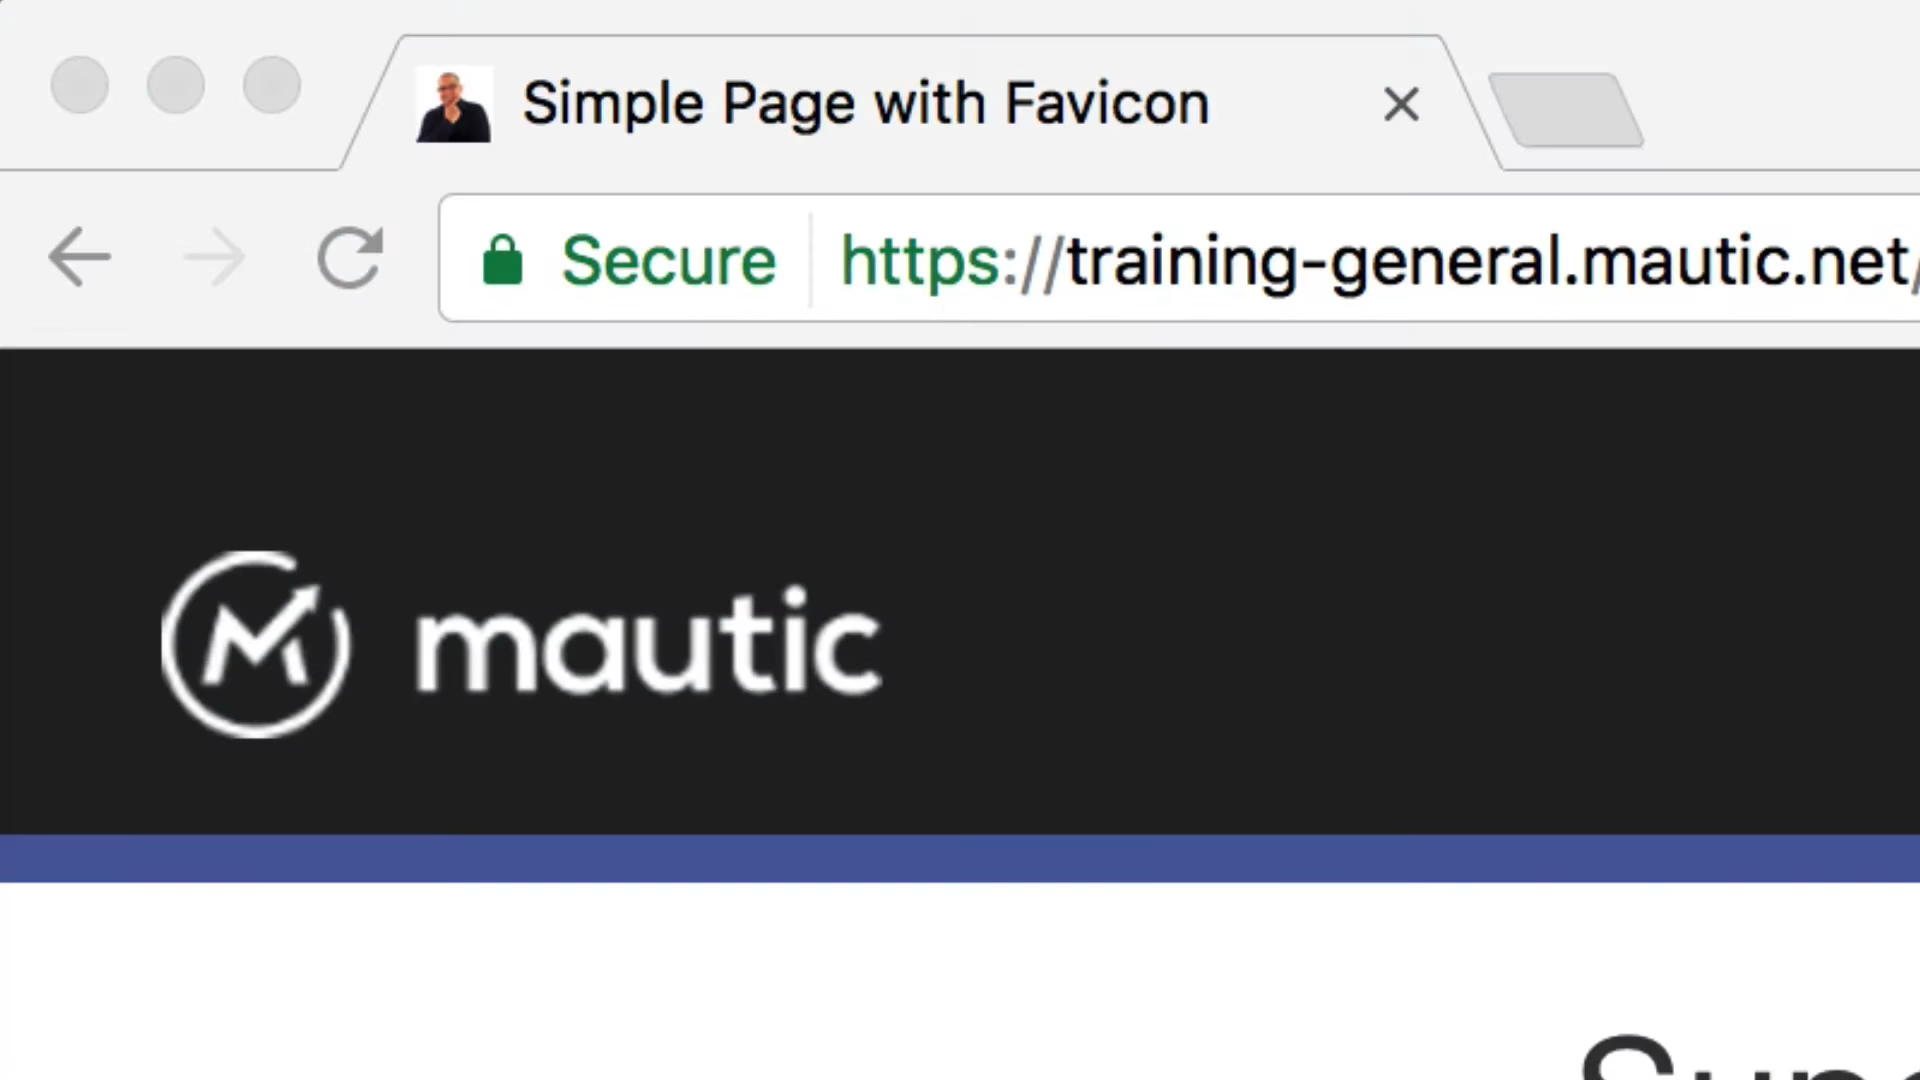 Simple Page with Favicon
Secure https://training-general.mautic.net/
mautic